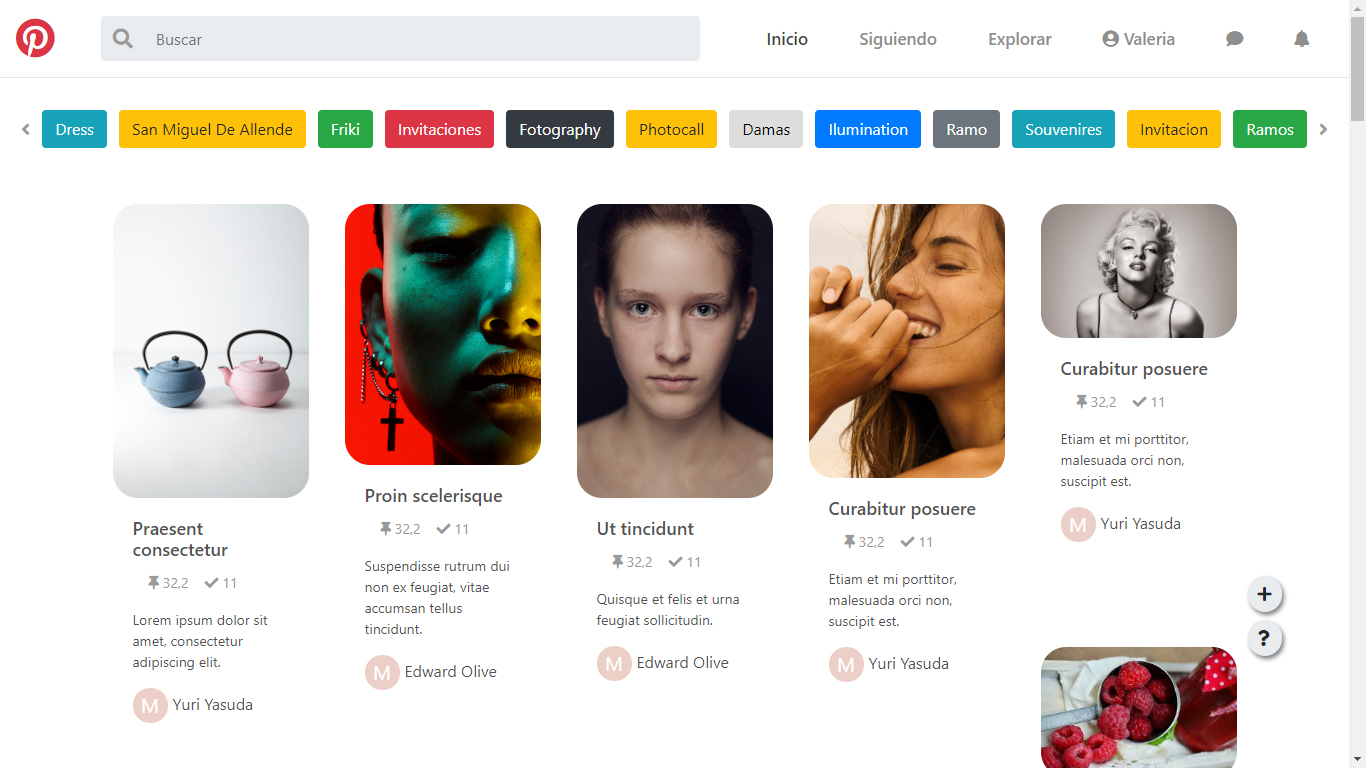 Buscar
Inicio
Siguiendo
Explorar
Valeria
Dress
San Miguel De Allende
Friki
Invitaciones
Fotography
Photocall
Damas
Ilumination
Ramo
Souvenires
Invitacion
Ramos
Praesent
consectetur
32,2 11
Lorem ipsum dolor sit
amet, consectetur
adipiscing elit.
M Yuri Yasuda
Proin scelerisque
32,2 11
Suspendisse rutrum dui
non ex feugiat, vitae
accumsan tellus
tincidunt.
M Edward Olive
Ut tincidunt
32,2 11
Quisque et felis et urna
feugiat sollicitudin.
M Edward Olive
Curabitur posuere
32,2 11
Etiam et mi porttitor,
malesuada orci non,
suscipit est.
M Yuri Yasuda
Curabitur posuere
32,2 11
Etiam et mi porttitor,
malesuada orci non,
suscipit est.
M Yuri Yasuda
+
?